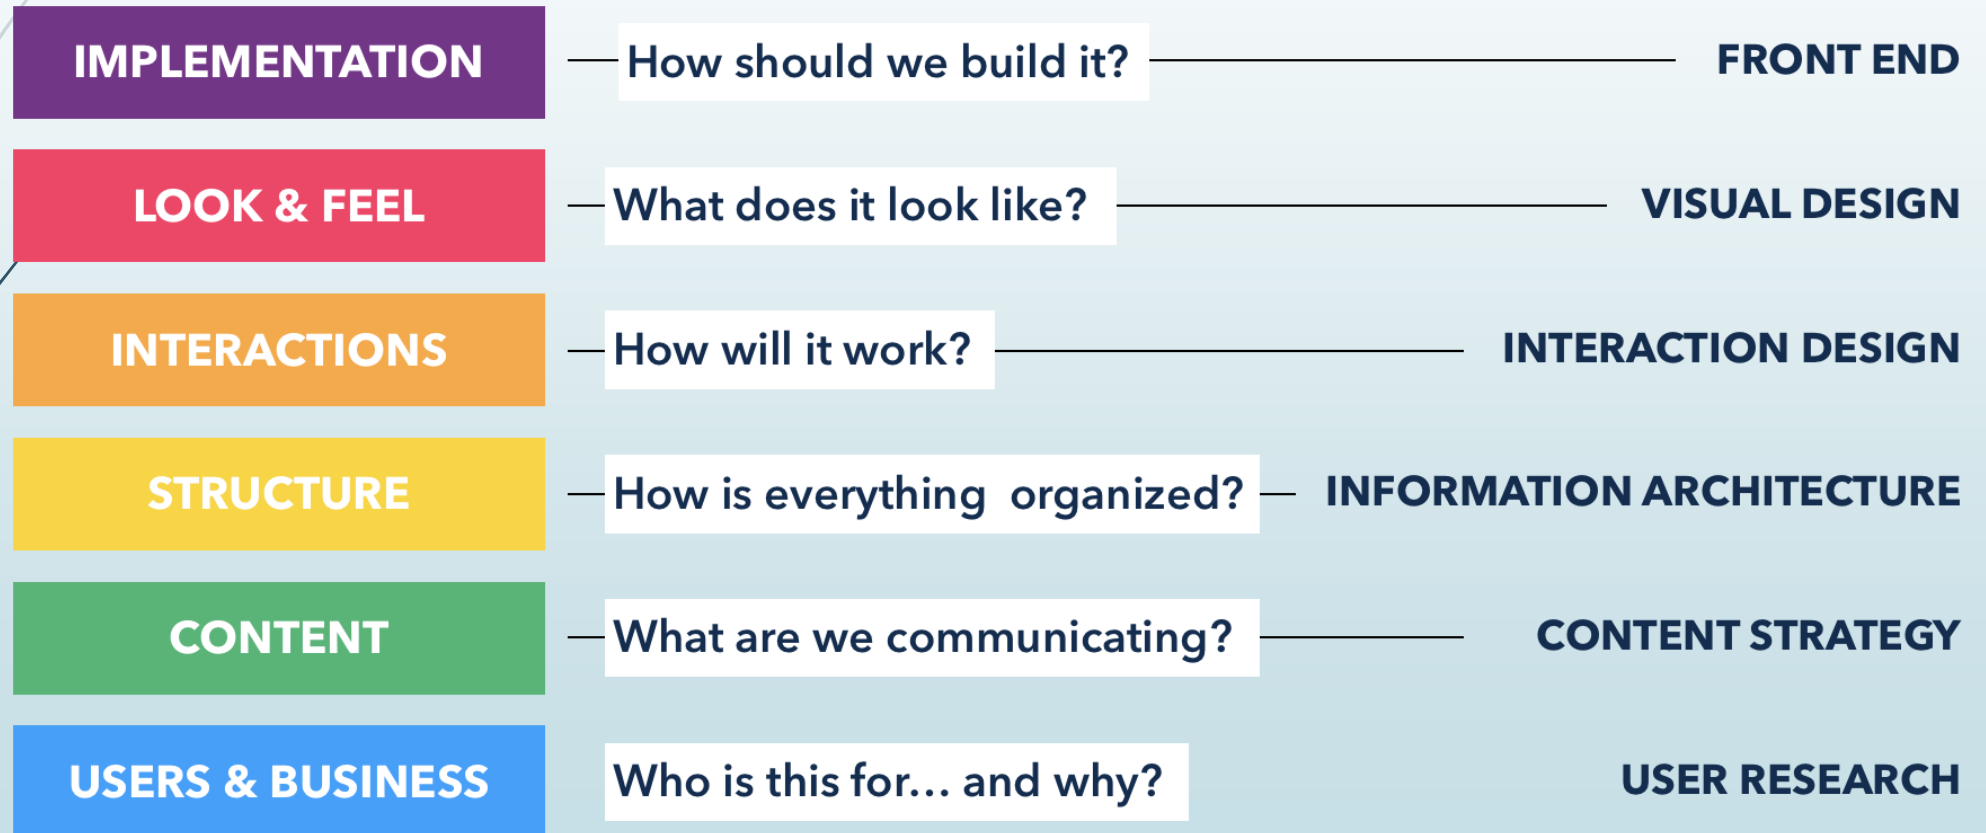 IMPLEMENTATION How should we build it? FRONT END
LOOK & FEEL What does it look like? VISUAL DESIGN
INTERACTIONS How will it work? INTERACTION DESIGN
STRUCTURE How is everything  organized? INFORMATION ARCHITECTURE
CONTENT What are we communicating? CONTENT STRATEGY
USERS & BUSINESS Who is this for... and why? USER RESEARCH